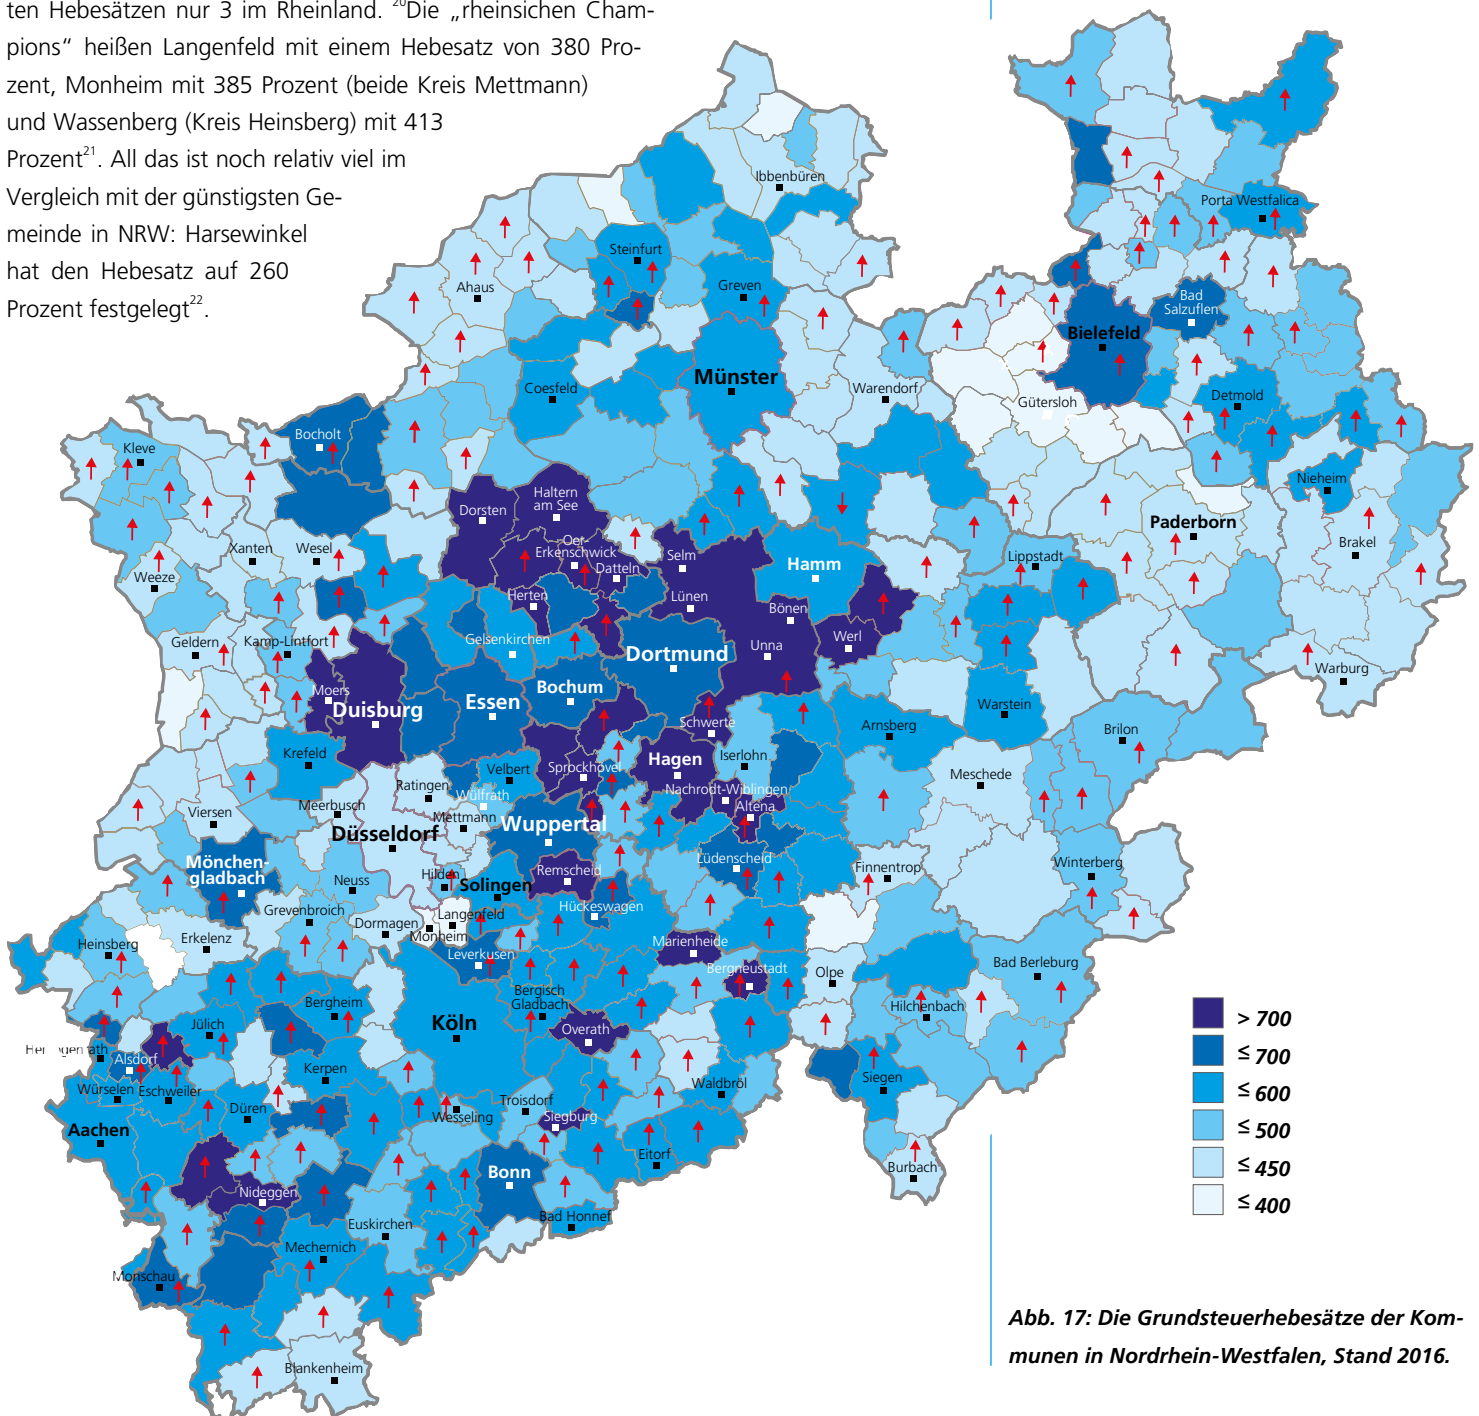 ten Hebesätzen nur 3 im Rheinland. 20Die „rheinsichen Cham-
pions“ heißen Langenfeld mit einem Hebesatz von 380 Pro-
zent, Monheim mit 385 Prozent (beide Kreis Mettmann)
und Wassenberg (Kreis Heinsberg) mit 413
Prozent21. All das ist noch relativ viel im
Vergleich mit der günstigsten Ge-
meinde in NRW: Harsewinkel
hat den Hebesatz auf 260
Prozent festgelegt22.
Ibbenbüren
Porta Westfalica
Steinfurt
Ahaus
Greven
Bad
Salzuflen
Bielefeld
Münster
Coesfeld
Warendorf
Gütersloh
Detmold
Bocholt
Kleve
Nieheim
Haltern
am See
Dorsten
Paderborn
Xanten
Wesel
Oer-
Erkenschwick
Datteln
Selm
Hamm
Lippstadt
Brakel
Weeze
Herten
Lünen
Bönen
Geldern
Kamp-Lintfort
Gelsenkirchen
Dortmund
Unna
Werl
Warburg
Moers
Duisburg
Essen
Bochum
Schwerte
Arnsberg
Warstein
Brilon
Krefeld
Velbert
Sprockhövel
Hagen
Iserlohn
Meschede
Ratingen
Wülfrath
Nachrodt-Wiblingen
Altena
Viersen
Meerbusch
Düsseldorf
Mettmann
Wuppertal
Mönchen-
gladbach
Neuss
Hilden
Solingen
Remscheid
Lüdenscheid
Finnentrop
Winterberg
Grevenbroich
Dormagen
Langenfeld
Monheim
Hückeswagen
Heinsberg
Erkelenz
Leverkusen
Marienheide
Bergneustadt
Olpe
Bad Berleburg
Bergheim
Bergisch
Gladbach
Hilchenbach
Jülich
Köln
Overath
Alsdorf
Würselen
Eschweiler
Kerpen
Siegen
Waldbröl
Düren
Wesseling
Troisdorf
Siegburg
Aachen
Eitorf
Burbach
Nideggen
Bonn
Euskirchen
Bad Honnef
Mechernich
Monschau
Blankenheim
> 700
≤ 700
≤ 600
≤ 500
≤ 450
≤ 400
Abb. 17: Die Grundsteuerhebesätze der Kom-
munen in Nordrhein-Westfalen, Stand 2016.